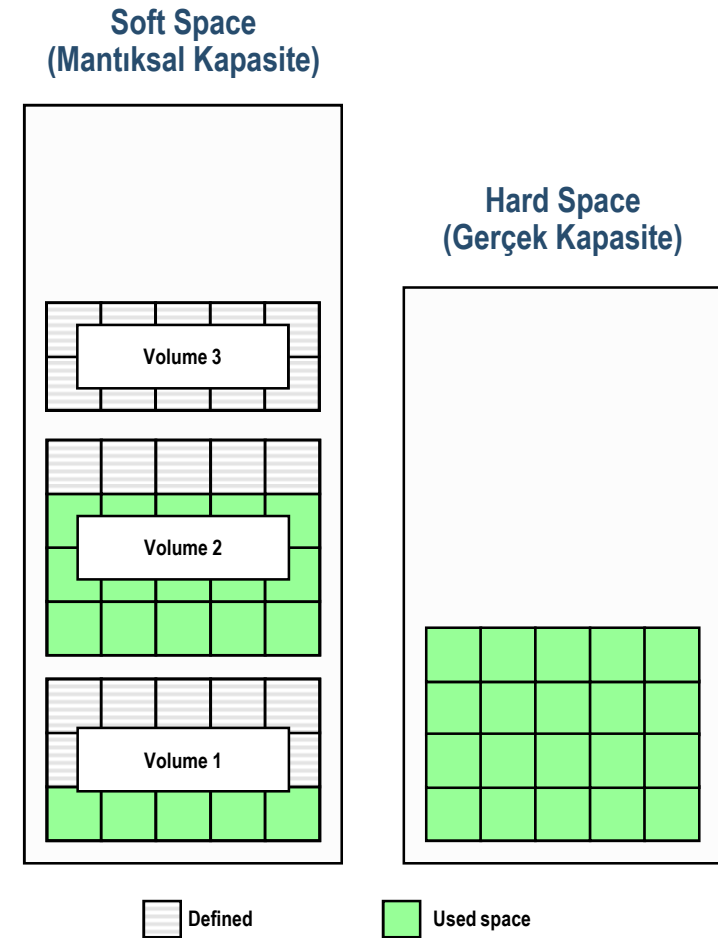 Soft Space
(Mantıksal Kapasite)
Hard Space
(Gerçek Kapasite)
Volume 3
Volume 2
Volume 1
Defined
Used space